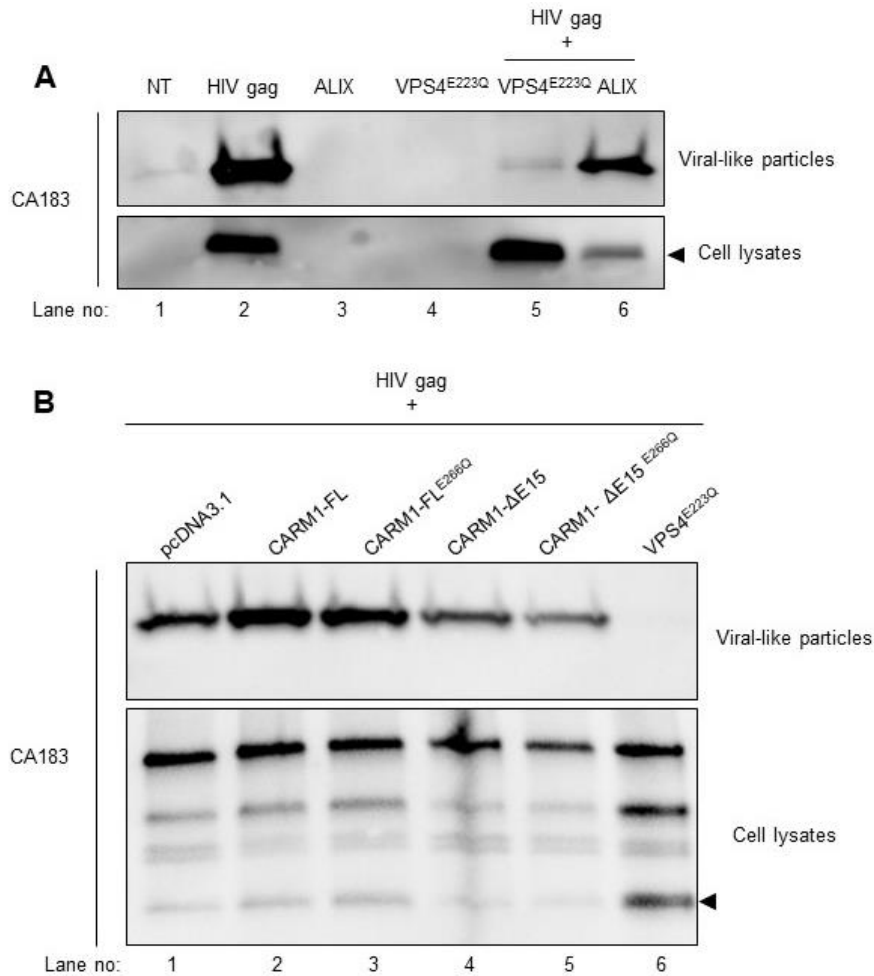 HIV gag
+
A
NT HIV gag ALIX VPS4E223Q VPS4E223Q ALIX
Viral-like particles
CA183
Cell lysates
Lane no: 1 2 3 4 5 6
HIV gag
B
+
pcDNA3.1 CARM1-FL CARM1-FLE266Q CARM1-ΔE15 CARM1- ΔE15 E266Q VPS4E223Q
Viral-like particles
CA183
Cell lysates
Lane no: 1 2 3 4 5 6